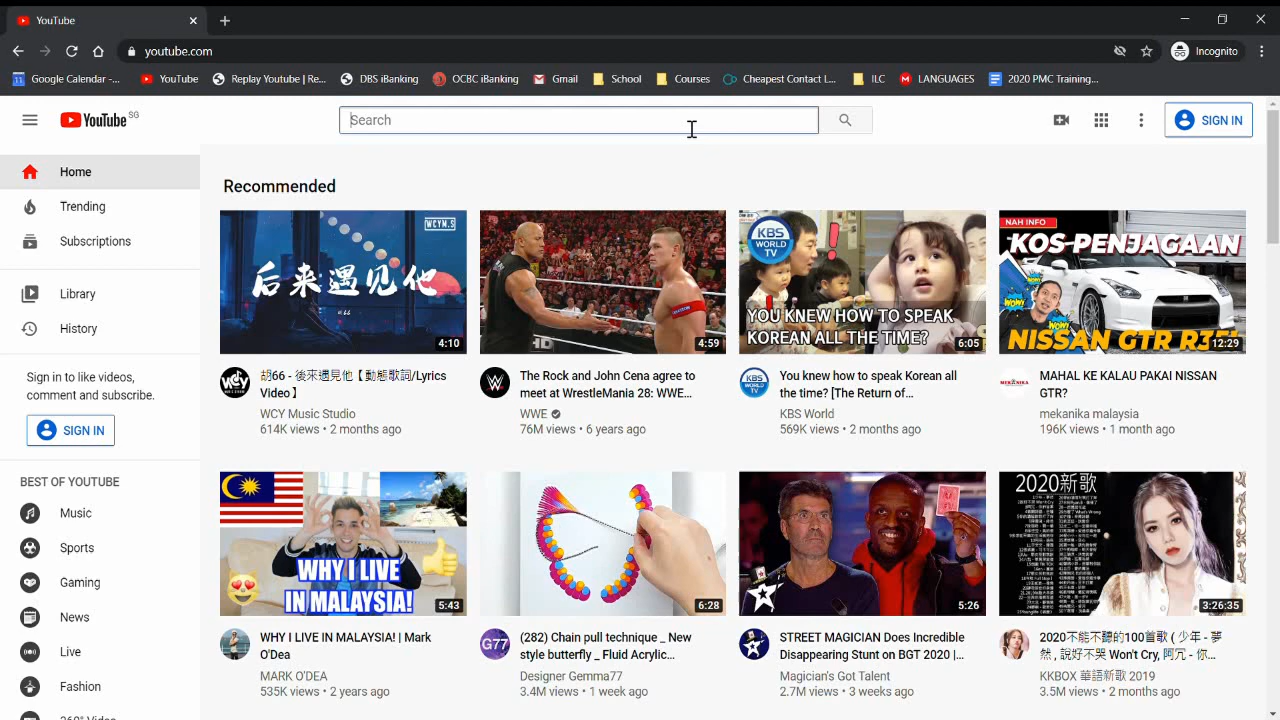 YouTube
youtube.com
Incognito
Google Calendar -...
YouTube
Replay Youtube | Re...
DBS iBanking
OCBC iBanking
Gmail
School
Courses
Cheapest Contact L...
ILC
LANGUAGES
2020 PMC Training...
YouTube SG
Search
SIGN IN
Home
Trending
Subscriptions
Library
History
Sign in to like videos,
comment and subscribe.
SIGN IN
BEST OF YOUTUBE
Music
Sports
Gaming
News
Live
Fashion
360° Video
Recommended
WCYM.S
后来遇见他
4:10
胡66 - 後來遇見他【動態歌詞/Lyrics
Video】
WCY Music Studio
614K views • 2 months ago
4:59
The Rock and John Cena agree to
meet at WrestleMania 28: WWE...
WWE
76M views • 6 years ago
KBS
WORLD
TV
YOU KNEW HOW TO SPEAK
KOREAN ALL THE TIME?
6:05
You knew how to speak Korean all
the time? [The Return of...
KBS World
569K views • 2 months ago
NAH INFO
KOS PENJAGAAN
WOW!
WOW!
WOW!
NISSAN GTR R35!
12:29
MAHAL KE KALAU PAKAI NISSAN
GTR?
mekanika malaysia
196K views • 1 month ago
WHY I LIVE
IN MALAYSIA!
5:43
WHY I LIVE IN MALAYSIA! | Mark
O'Dea
MARK O'DEA
535K views • 2 years ago
6:28
G77
(282) Chain pull technique _ New
style butterfly _ Fluid Acrylic...
Designer Gemma77
3.4M views • 1 week ago
5:26
STREET MAGICIAN Does Incredible
Disappearing Stunt on BGT 2020 |...
Magician's Got Talent
2.7M views • 3 weeks ago
2020新歌
3:26:35
2020不能不聽的100首歌 ( 少年 - 夢
然 , 說好不哭 Won't Cry, 阿冗 - 你...
KKBOX 華語新歌 2019
3.5M views • 2 months ago